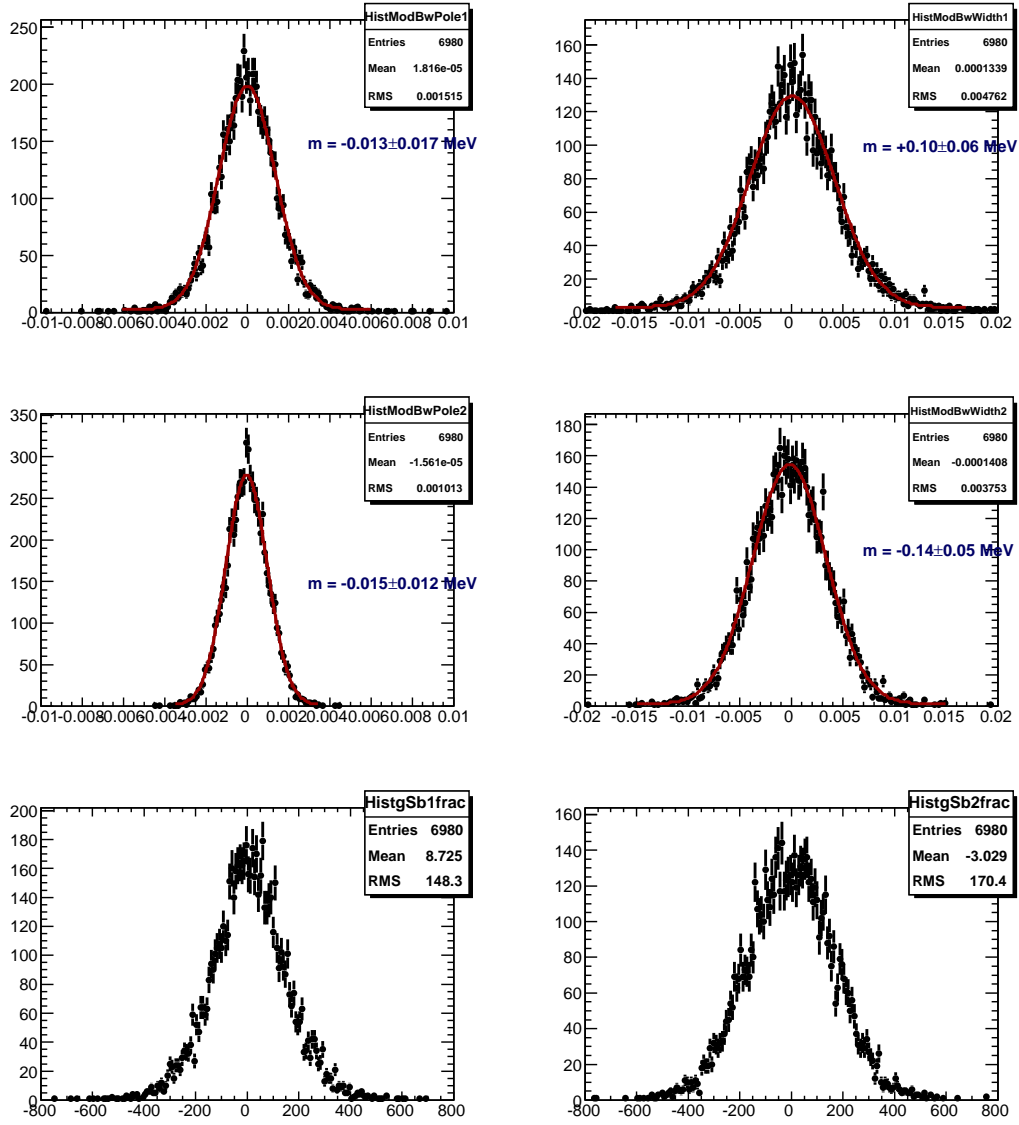 HistModBwPole1
Entries 6980
Mean 1.816e-05
RMS 0.001515
m = -0.013±0.017 MeV
250
200
150
100
50
0
-0.01 -0.008 -0.006 -0.004 -0.002 0 0.002 0.004 0.006 0.008 0.01
HistModBwWidth1
Entries 6980
Mean 0.0001339
RMS 0.004762
m = +0.10±0.06 MeV
160
140
120
100
80
60
40
20
0
-0.02 -0.015 -0.01 -0.005 0 0.005 0.01 0.015 0.02
HistModBwPole2
Entries 6980
Mean -1.561e-05
RMS 0.001013
m = -0.015±0.012 MeV
350
300
250
200
150
100
50
0
-0.01 -0.008 -0.006 -0.004 -0.002 0 0.002 0.004 0.006 0.008 0.01
HistModBwWidth2
Entries 6980
Mean -0.0001408
RMS 0.003753
m = -0.14±0.05 MeV
180
160
140
120
100
80
60
40
20
0
-0.02 -0.015 -0.01 -0.005 0 0.005 0.01 0.015 0.02
HistgSb1frac
Entries 6980
Mean 8.725
RMS 148.3
200
180
160
140
120
100
80
60
40
20
0
-800 -600 -400 -200 0 200 400 600 800
HistgSb2frac
Entries 6980
Mean -3.029
RMS 170.4
160
140
120
100
80
60
40
20
0
-800 -600 -400 -200 0 200 400 600 800